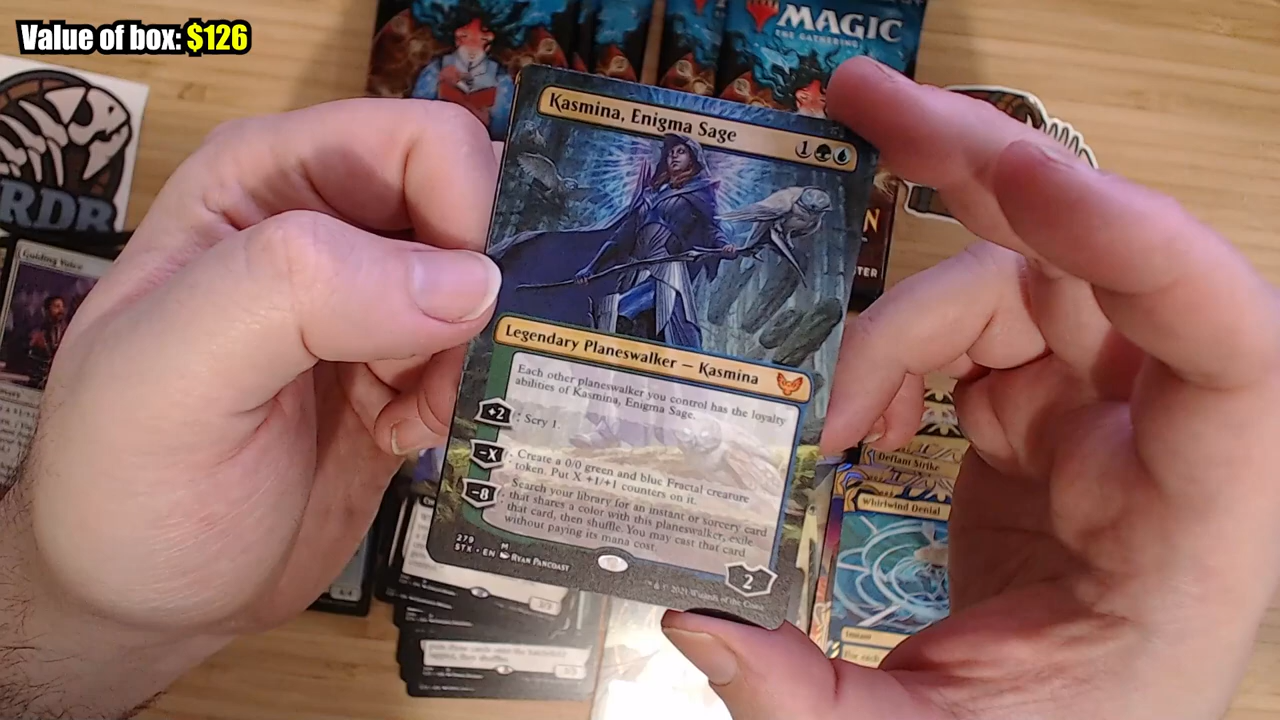 Value of box: $126
MAGIC
THE GATHERING
RDR
Guiding Voice
Kasmina, Enigma Sage
1
Legendary Planeswalker — Kasmina
Each other planeswalker you control has the loyalty
abilities of Kasmina, Enigma Sage.
+2 : Scry 1.
−X : Create a 0/0 green and blue Fractal creature
token. Put X +1/+1 counters on it.
−8 : Search your library for an instant or sorcery card
that shares a color with this planeswalker, exile
that card, then shuffle. You may cast that card
without paying its mana cost.
279 M
STX • EN RYAN PANCOAST
© 2021 Wizards of the Coast
2
Defiant Strike
Whirlwind Denial
Instant
For each